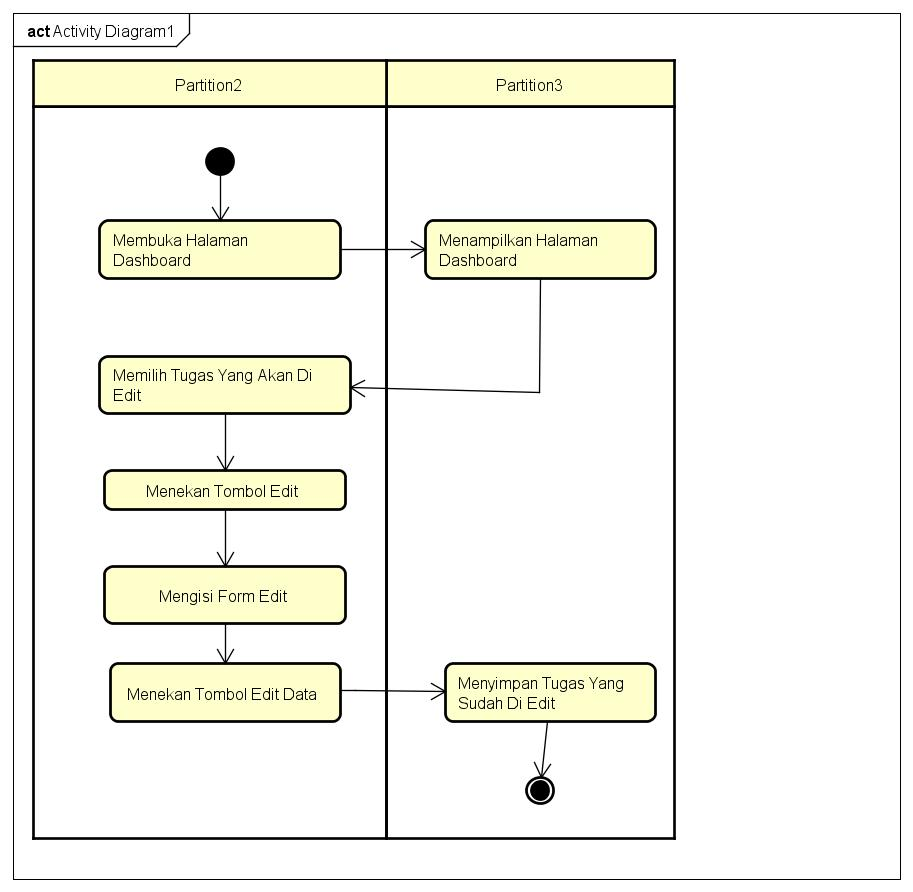 act Activity Diagram1
Partition2
Partition3
Membuka Halaman
Dashboard
Menampilkan Halaman
Dashboard
Memilih Tugas Yang Akan Di
Edit
Menekan Tombol Edit
Mengisi Form Edit
Menekan Tombol Edit Data
Menyimpan Tugas Yang
Sudah Di Edit